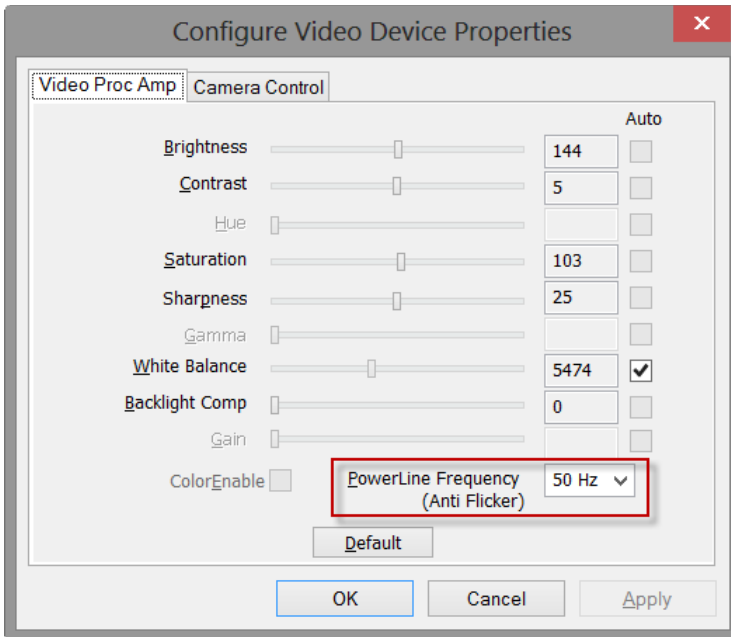 Configure Video Device Properties
Video Proc Amp Camera Control
Auto
Brightness 144
Contrast 5
Hue
Saturation 103
Sharpness 25
Gamma
White Balance 5474
Backlight Comp 0
Gain
ColorEnable PowerLine Frequency 50 Hz
(Anti Flicker)
Default
OK Cancel Apply